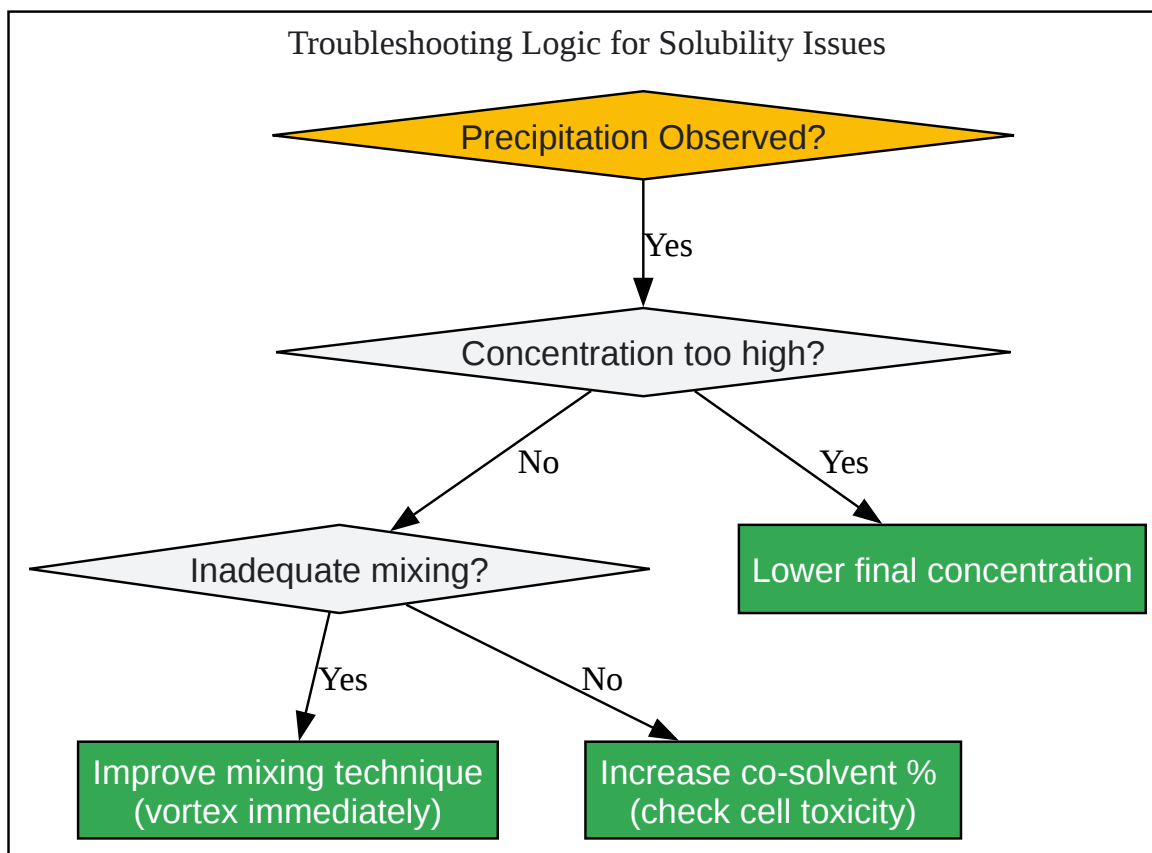 Troubleshooting Logic for Solubility Issues
Precipitation Observed?
Yes
Concentration too high?
No
Yes
Inadequate mixing?
Lower final concentration
Yes
No
Improve mixing technique
(vortex immediately)
Increase co-solvent %
(check cell toxicity)